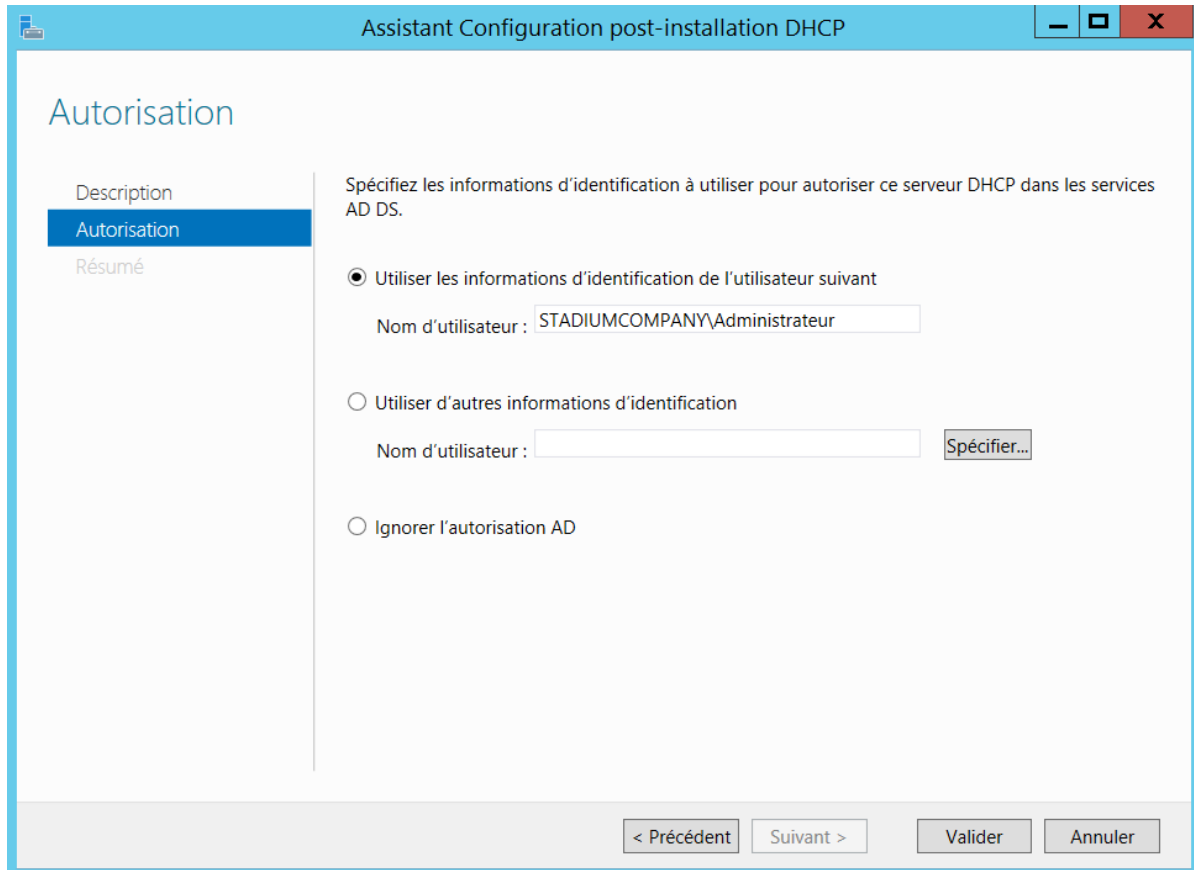 Assistant Configuration post-installation DHCP
Autorisation
Description
Autorisation
Résumé
Spécifiez les informations d'identification à utiliser pour autoriser ce serveur DHCP dans les services
AD DS.
Utiliser les informations d'identification de l'utilisateur suivant
Nom d'utilisateur : STADIUMCOMPANY\Administrateur
Utiliser d'autres informations d'identification
Nom d'utilisateur : Spécifier...
Ignorer l'autorisation AD
< Précédent Suivant > Valider Annuler